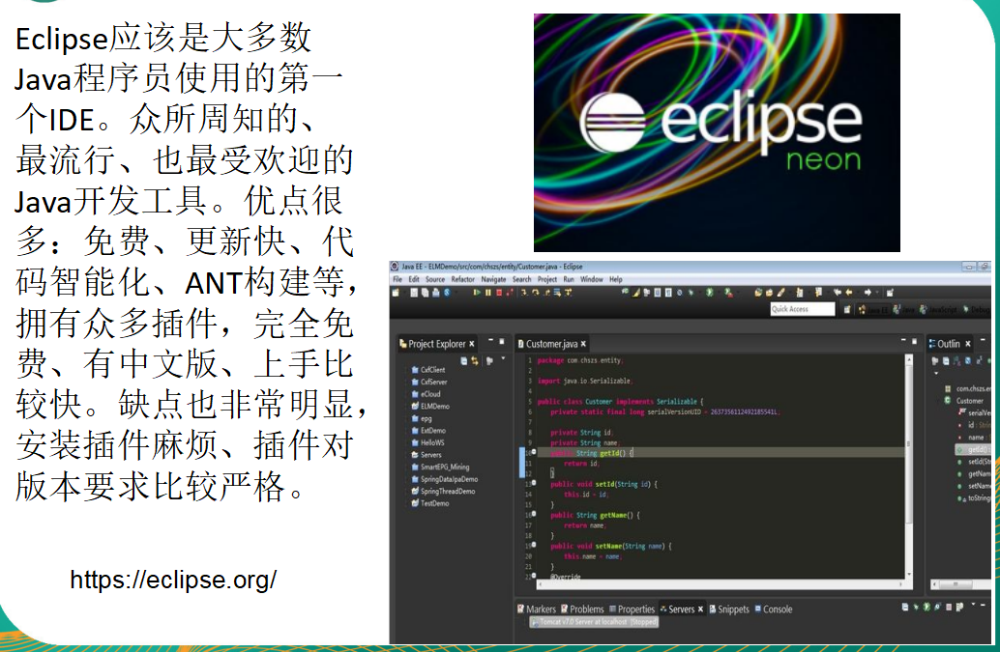 Eclipse应该是大多数
Java程序员使用的第一
个IDE。众所周知的、
最流行、也最受欢迎的
Java开发工具。优点很
多：免费、更新快、代
码智能化、ANT构建等，
拥有众多插件，完全免
费、有中文版、上手比
较快。缺点也非常明显，
安装插件麻烦、插件对
版本要求比较严格。
https://eclipse.org/
eclipse
neon
Java EE - ELMDemo/src/com/chszs/entity/Customer.java - Eclipse
File Edit Source Refactor Navigate Search Project Run Window Help
Quick Access
Java EE
Project Explorer
CxfClient
CxfServer
eCloud
ELMDemo
epg
ExtDemo
HelloWS
Servers
SmartEPG_Mining
SpringDataJpaDemo
SpringThreadDemo
TestDemo
Customer.java
1 package com.chszs.entity;
2
3 import java.io.Serializable;
4
5 public class Customer implements Serializable {
6 private static final long serialVersionUID = 2637356112492185541L;
7
8 private String id;
9 private String name;
10 public String getId() {
11 return id;
12 }
13 public void setId(String id) {
14 this.id = id;
15 }
16 public String getName() {
17 return name;
18 }
19 public void setName(String name) {
20 this.name = name;
21 }
22 @Override
Outlin
com.chszs.en
Customer
serialVe
id : Strin
name :
getId() :
setId(Str
getNam
setNam
toString
Markers Problems Properties Servers Snippets Console
Tomcat v7.0 Server at localhost [Stopped]